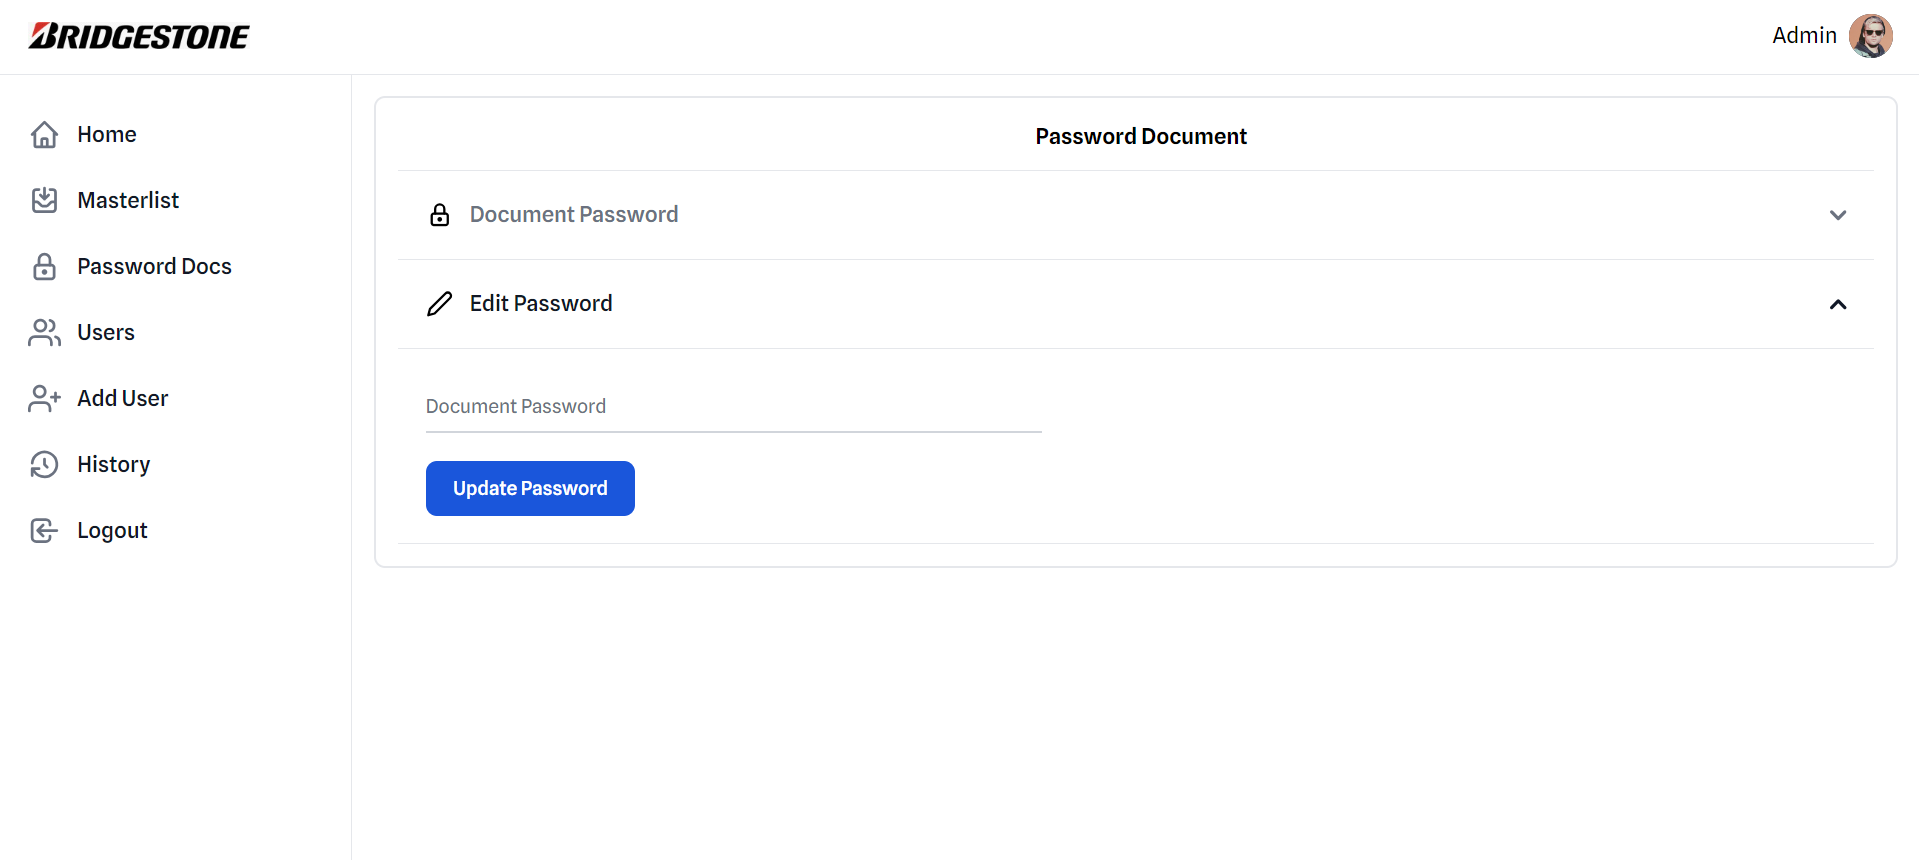 BRIDGESTONE
Admin
Home
Masterlist
Password Docs
Users
Add User
History
Logout
Password Document
Document Password
Edit Password
Document Password
Update Password